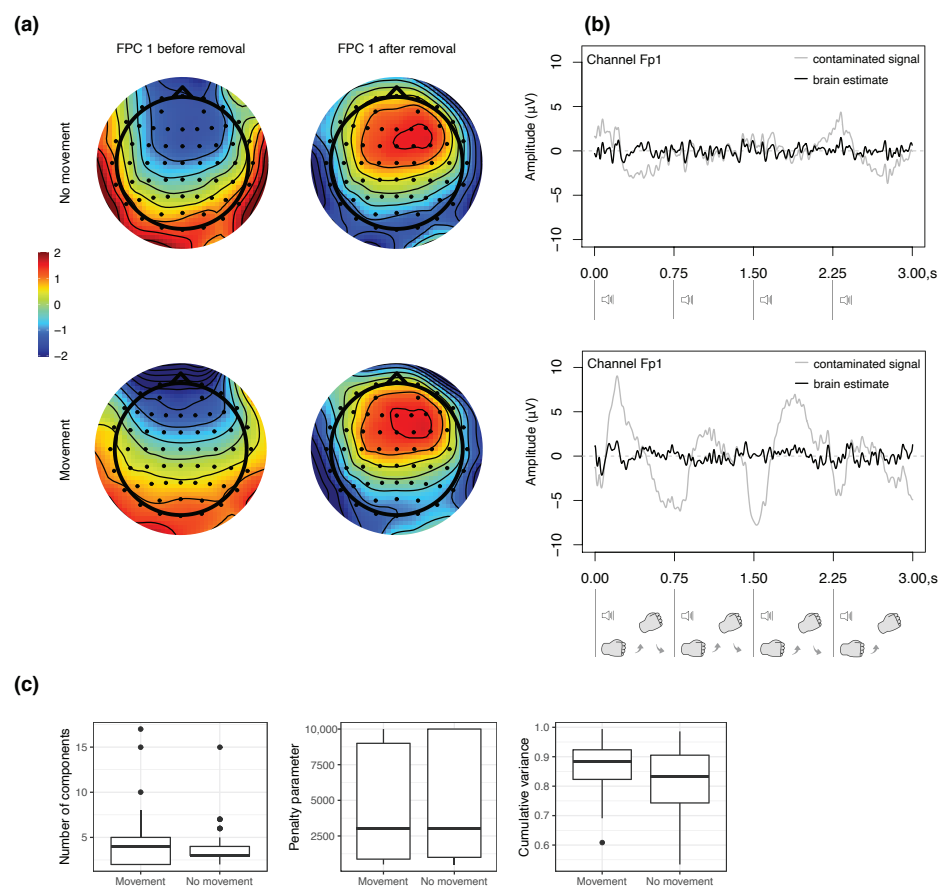 (a)
FPC 1 before removal
FPC 1 after removal
No movement
2
1
0
−1
−2
Movement
(b)
Channel Fp1
contaminated signal
brain estimate
Amplitude (µV)
10
5
0
−5
−10
0.00
0.75
1.50
2.25
3.00,s
Channel Fp1
contaminated signal
brain estimate
Amplitude (µV)
10
5
0
−5
−10
0.00
0.75
1.50
2.25
3.00,s
(c)
Number of components
15
10
5
Movement
No movement
Penalty parameter
10,000
7500
5000
2500
Movement
No movement
Cumulative variance
1.0
0.9
0.8
0.7
0.6
Movement
No movement